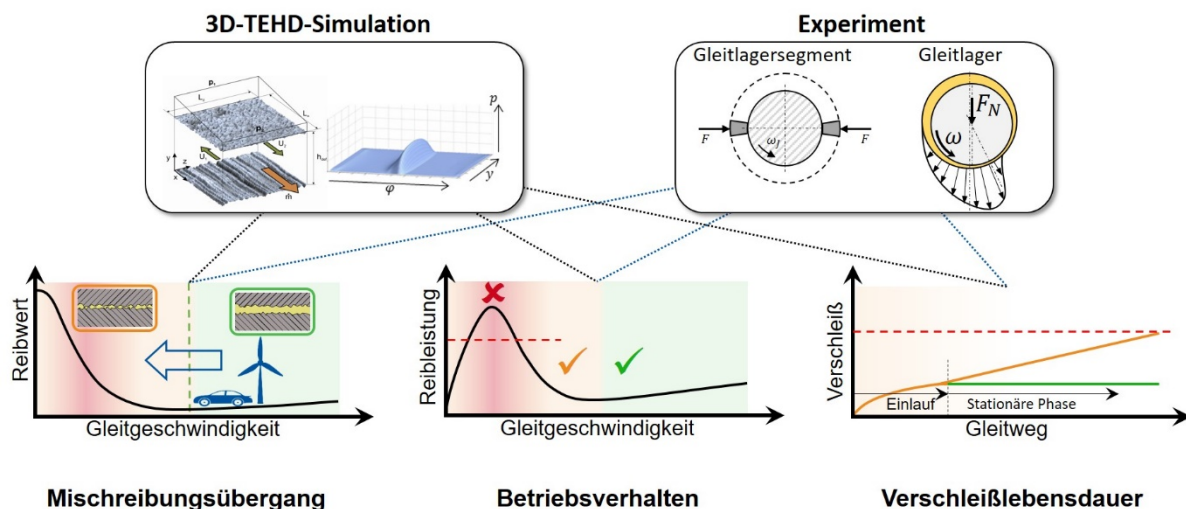 3D-TEHD-Simulation
Experiment
Gleitlagersegment
Gleitlager
p
y
φ
F
F
F_N
ω
Reibwert
Gleitgeschwindigkeit
Reibleistung
Gleitgeschwindigkeit
Verschleiß
Einlauf
Stationäre Phase
Gleitweg
Mischreibungsübergang
Betriebsverhalten
Verschleißlebensdauer